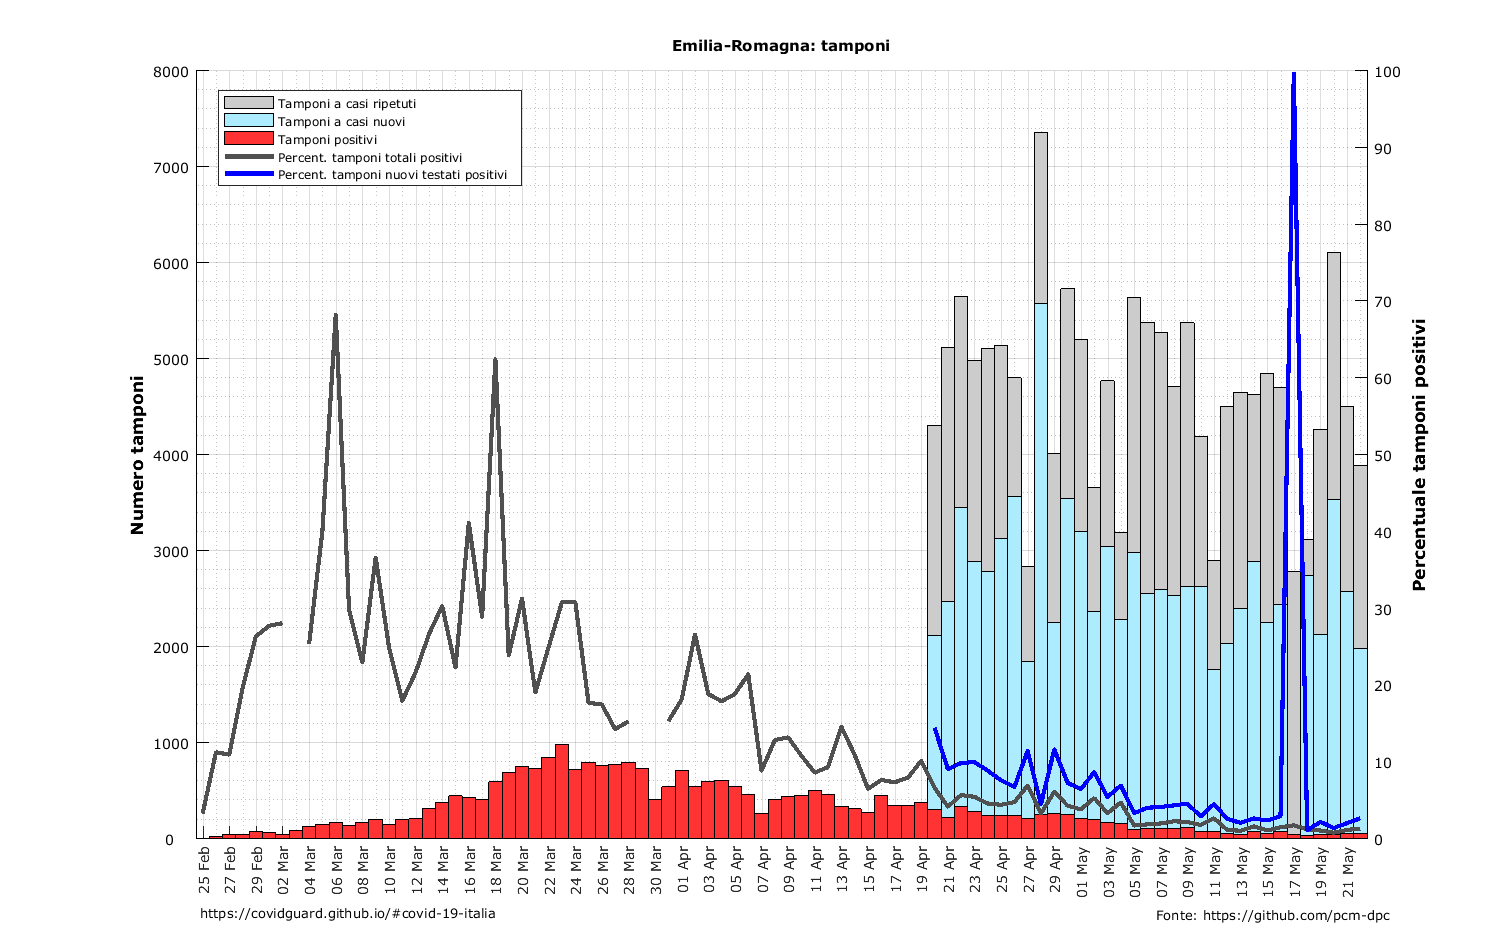 Emilia-Romagna: tamponi
8000
7000
6000
5000
4000
3000
2000
1000
0
Numero tamponi
Tamponi a casi ripetuti
Tamponi a casi nuovi
Tamponi positivi
Percent. tamponi totali positivi
Percent. tamponi nuovi testati positivi
100
90
80
70
60
50
40
30
20
10
0
Percentuale tamponi positivi
25 Feb
27 Feb
29 Feb
02 Mar
04 Mar
06 Mar
08 Mar
10 Mar
12 Mar
14 Mar
16 Mar
18 Mar
20 Mar
22 Mar
24 Mar
26 Mar
28 Mar
30 Mar
01 Apr
03 Apr
05 Apr
07 Apr
09 Apr
11 Apr
13 Apr
15 Apr
17 Apr
19 Apr
21 Apr
23 Apr
25 Apr
27 Apr
29 Apr
01 May
03 May
05 May
07 May
09 May
11 May
13 May
15 May
17 May
19 May
21 May
https://covidguard.github.io/#covid-19-italia
Fonte: https://github.com/pcm-dpc